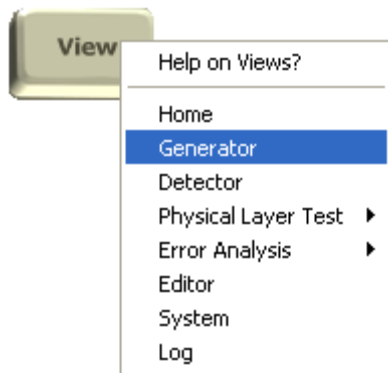 View
Help on Views?
Home
Generator
Detector
Physical Layer Test
Error Analysis
Editor
System
Log